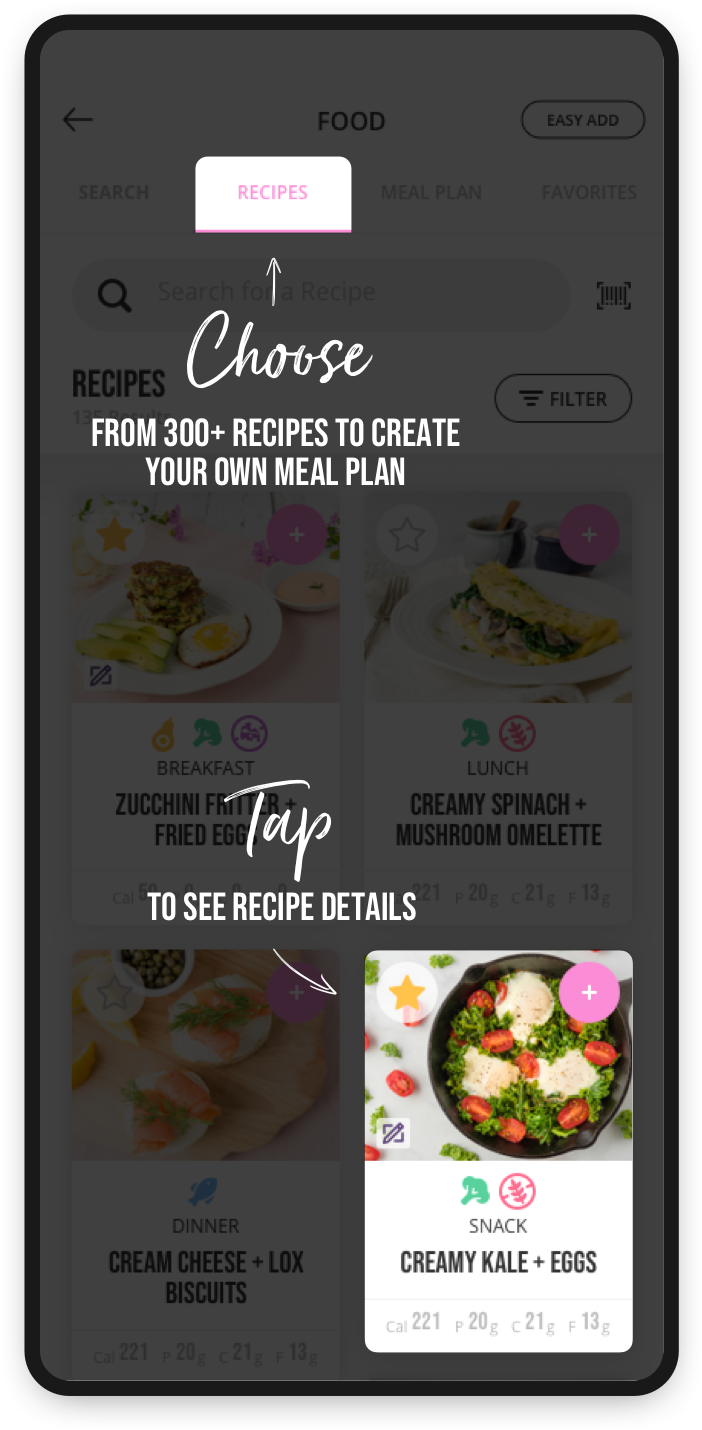 FOOD
EASY ADD
SEARCH
RECIPES
MEAL PLAN
FAVORITES
Search for a Recipe
Choose
RECIPES
FILTER
135 Results
FROM 300+ RECIPES TO CREATE
YOUR OWN MEAL PLAN
BREAKFAST
ZUCCHINI FRITTER +
FRIED EGGS
LUNCH
CREAMY SPINACH +
MUSHROOM OMELETTE
Tap
Cal
221 P 20g C 21g F 13g
TO SEE RECIPE DETAILS
DINNER
CREAM CHEESE + LOX
BISCUITS
Cal 221 P 20g C 21g F 13g
SNACK
CREAMY KALE + EGGS
Cal 221 P 20g C 21g F 13g